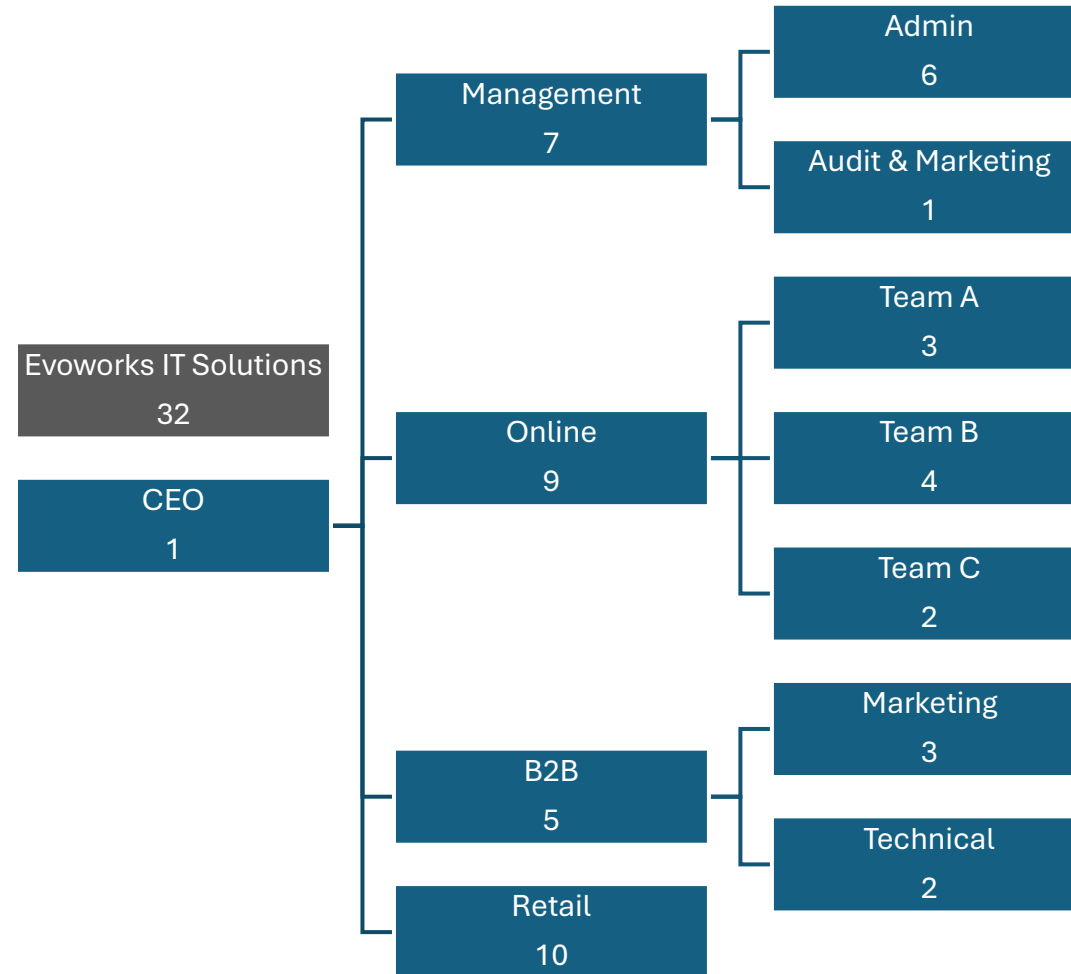 Evoworks IT Solutions
32
CEO
1
Management
7
Admin
6
Audit & Marketing
1
Online
9
Team A
3
Team B
4
Team C
2
B2B
5
Marketing
3
Technical
2
Retail
10